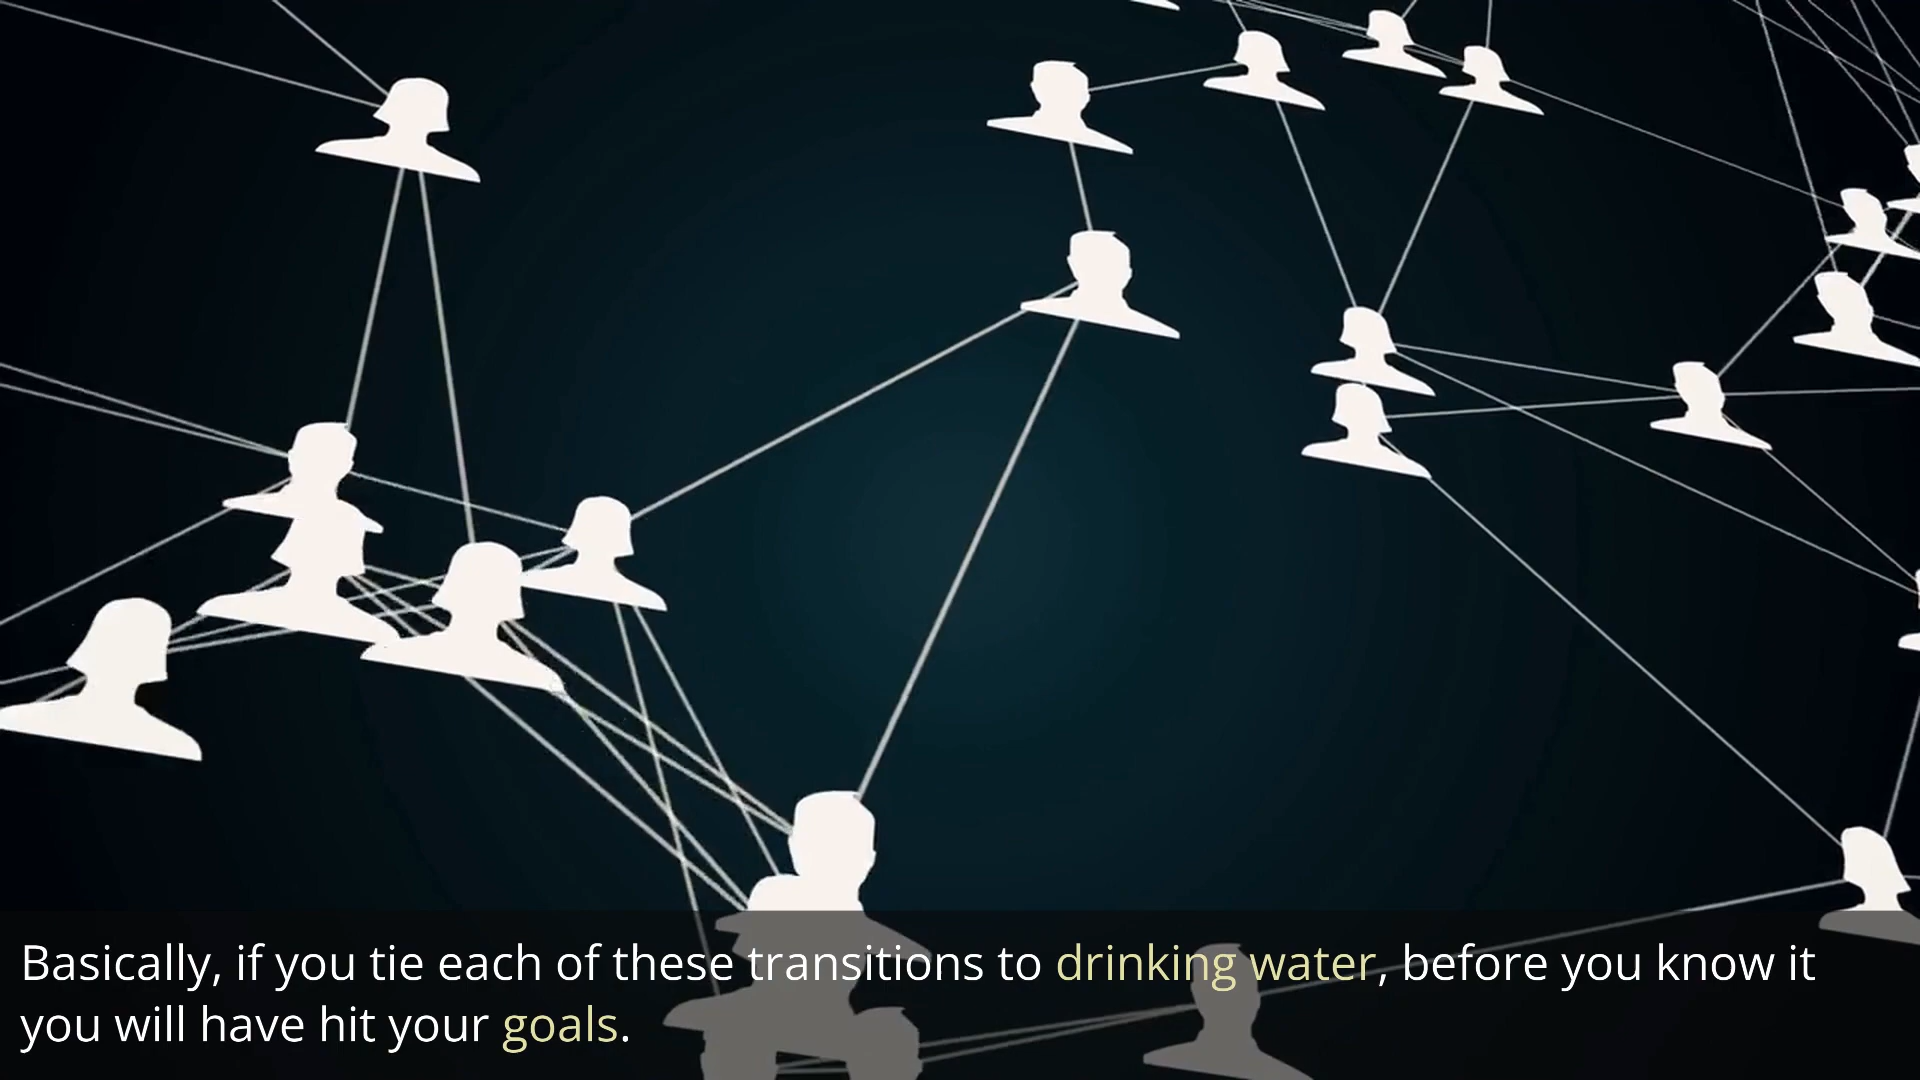 Basically, if you tie each of these transitions to drinking water, before you know it
you will have hit your goals.